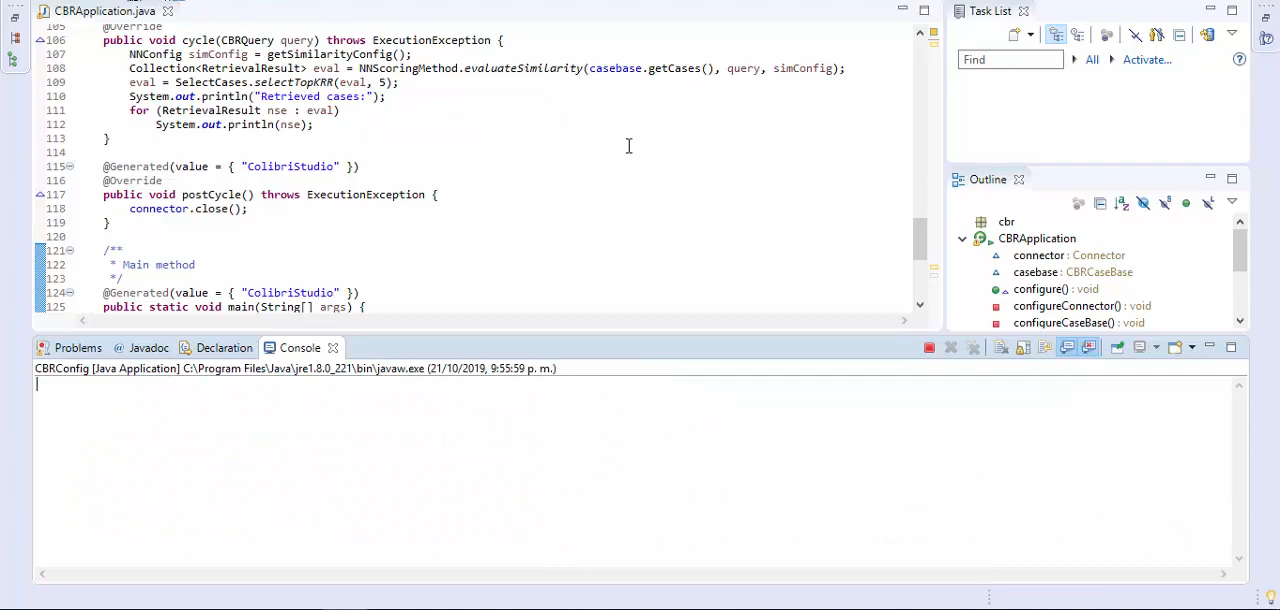 CBRApplication.java
105 @Override
106 public void cycle(CBRQuery query) throws ExecutionException {
107 NNConfig simConfig = getSimilarityConfig();
108 Collection<RetrievalResult> eval = NNScoringMethod.evaluateSimilarity(casebase.getCases(), query, simConfig);
109 eval = SelectCases.selectTopKRR(eval, 5);
110 System.out.println("Retrieved cases:");
111 for (RetrievalResult nse : eval)
112 System.out.println(nse);
113 }
114
115 @Generated(value = { "ColibriStudio" })
116 @Override
117 public void postCycle() throws ExecutionException {
118 connector.close();
119 }
120
121 /**
122 * Main method
123 */
124 @Generated(value = { "ColibriStudio" })
125 public static void main(String[] args) {
Task List
Find
All
Activate...
Outline
cbr
CBRApplication
connector : Connector
casebase : CBRCaseBase
configure() : void
configureConnector() : void
configureCaseBase() : void
Problems @ Javadoc Declaration Console
CBRConfig [Java Application] C:\Program Files\Java\jre1.8.0_221\bin\javaw.exe (21/10/2019, 9:55:59 p. m.)